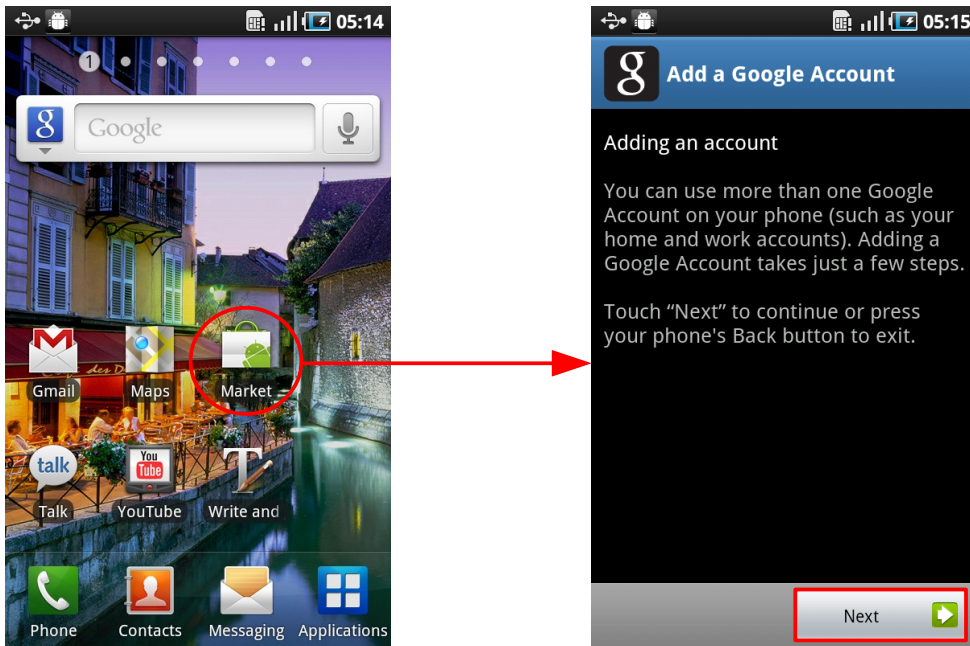 05:14
1
g
Google
Gmail
Maps
Market
talk
You
Tube
Talk
YouTube
T
Write and
Phone
Contacts
Messaging
Applications
05:15
g
Add a Google Account
Adding an account
You can use more than one Google
Account on your phone (such as your
home and work accounts). Adding a
Google Account takes just a few steps.
Touch “Next” to continue or press
your phone's Back button to exit.
Next